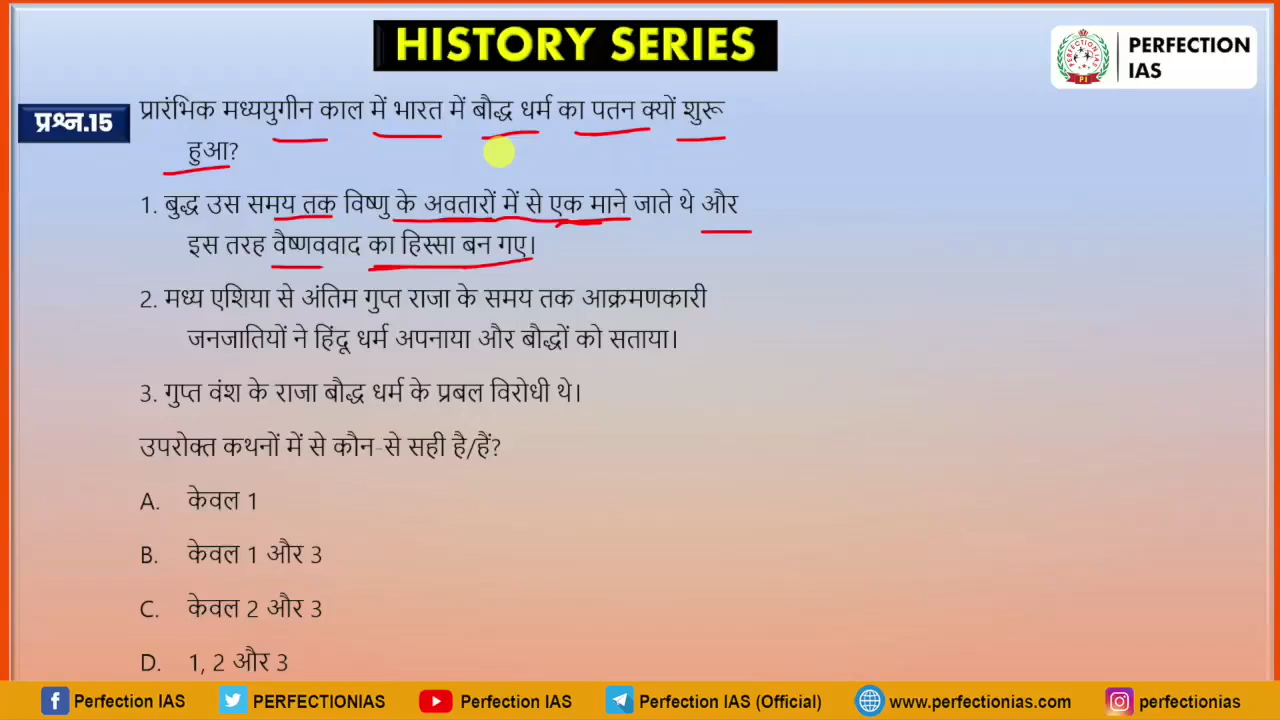 HISTORY SERIES
PERFECTION
IAS
PERFECTION IAS
PI
प्रश्न.15
प्रारंभिक मध्ययुगीन काल में भारत में बौद्ध धर्म का पतन क्यों शुरू
हुआ?
1. बुद्ध उस समय तक विष्णु के अवतारों में से एक माने जाते थे और
इस तरह वैष्णववाद का हिस्सा बन गए।
2. मध्य एशिया से अंतिम गुप्त राजा के समय तक आक्रमणकारी
जनजातियों ने हिंदू धर्म अपनाया और बौद्धों को सताया।
3. गुप्त वंश के राजा बौद्ध धर्म के प्रबल विरोधी थे।
उपरोक्त कथनों में से कौन-से सही है/हैं?
A. केवल 1
B. केवल 1 और 3
C. केवल 2 और 3
D. 1, 2 और 3
Perfection IAS PERFECTIONIAS Perfection IAS Perfection IAS (Official) www.perfectionias.com perfectionias